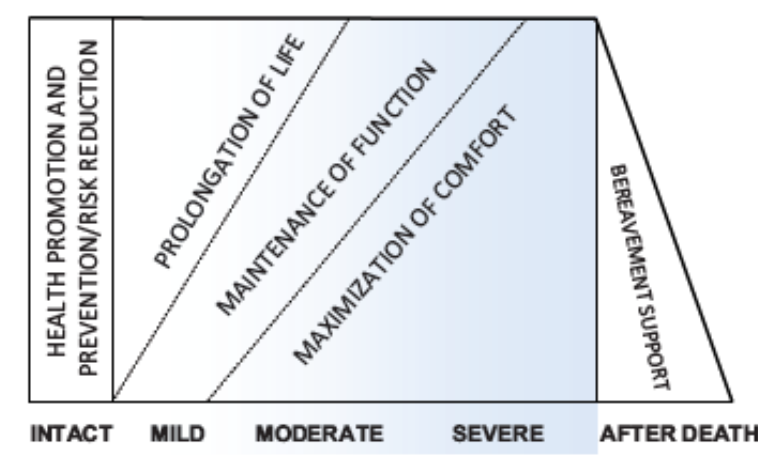 HEALTH PROMOTION AND
PREVENTION/RISK REDUCTION
PROLONGATION OF LIFE
MAINTENANCE OF FUNCTION
MAXIMIZATION OF COMFORT
BEREAVEMENT SUPPORT
INTACT
MILD
MODERATE
SEVERE
AFTER DEATH